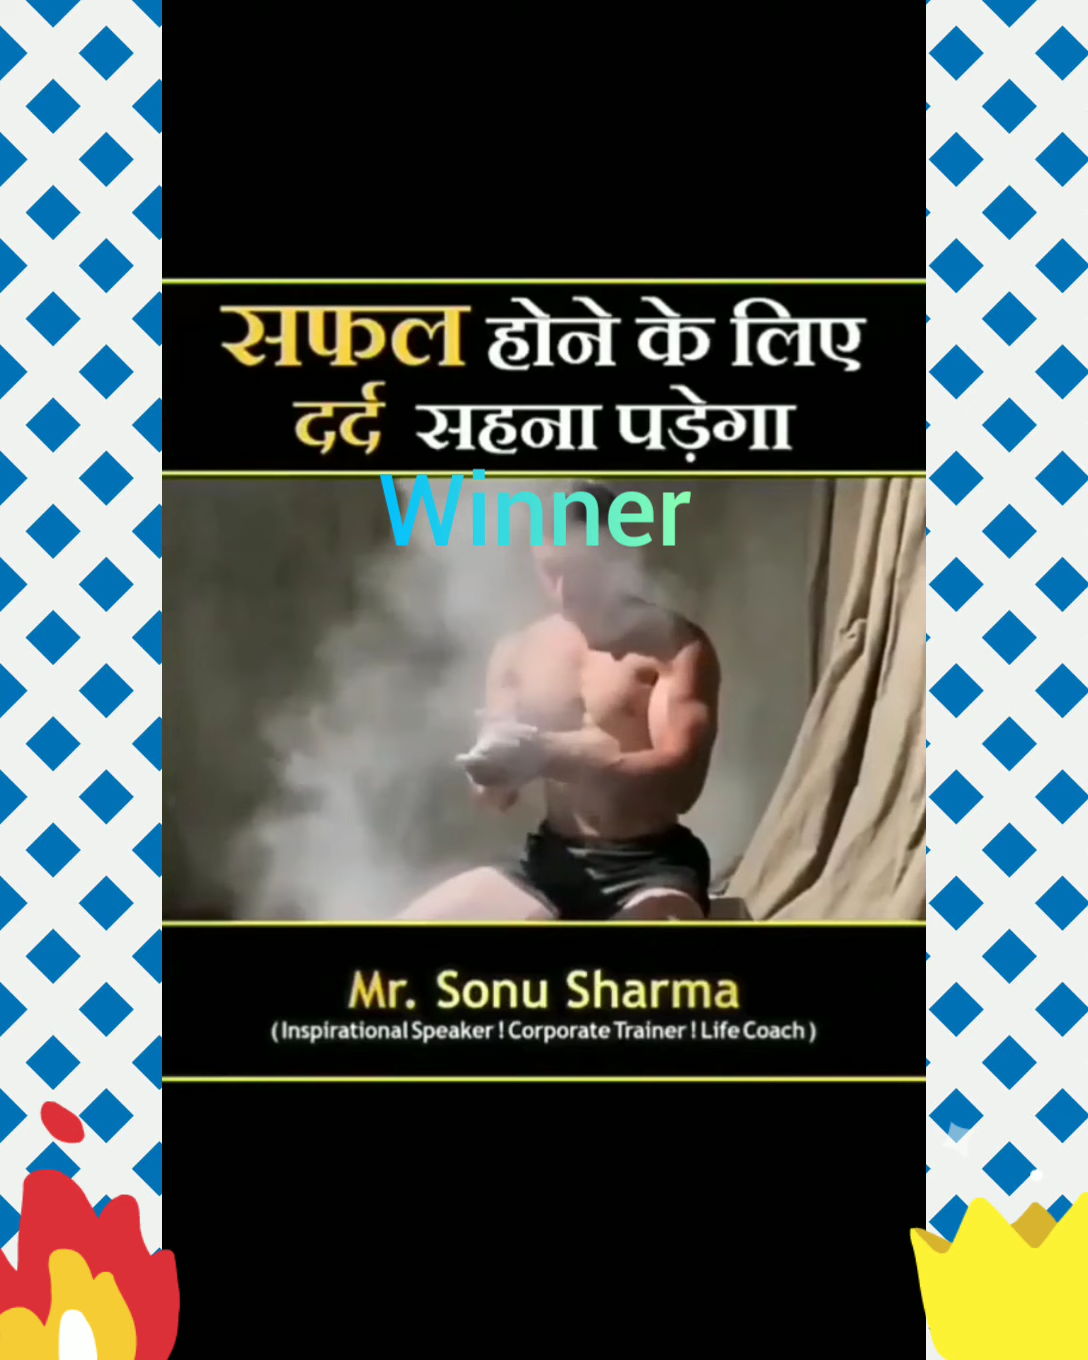 सफल होने के लिए
दर्द सहना पड़ेगा
Winner
Mr. Sonu Sharma
(Inspirational Speaker ! Corporate Trainer ! Life Coach)